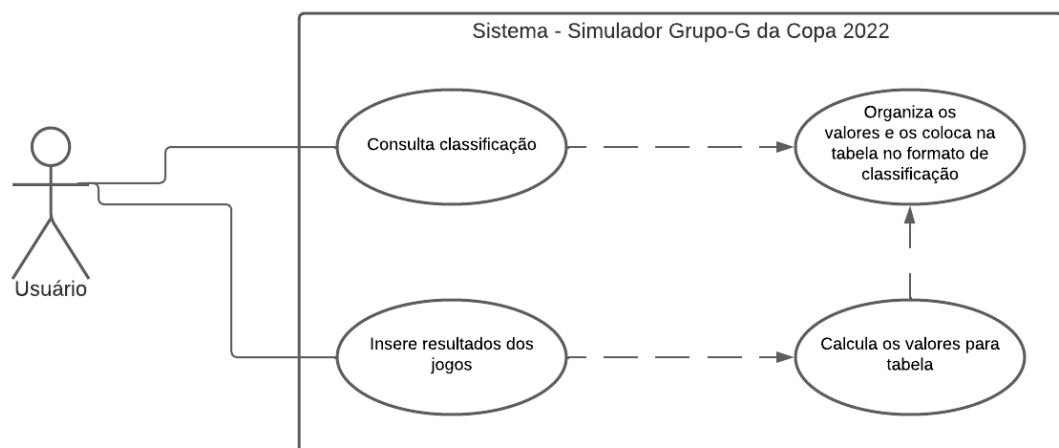 Sistema - Simulador Grupo-G da Copa 2022
Consulta classificação
Organiza os
valores e os coloca na
tabela no formato de
classificação
Usuário
Insere resultados dos
jogos
Calcula os valores para
tabela